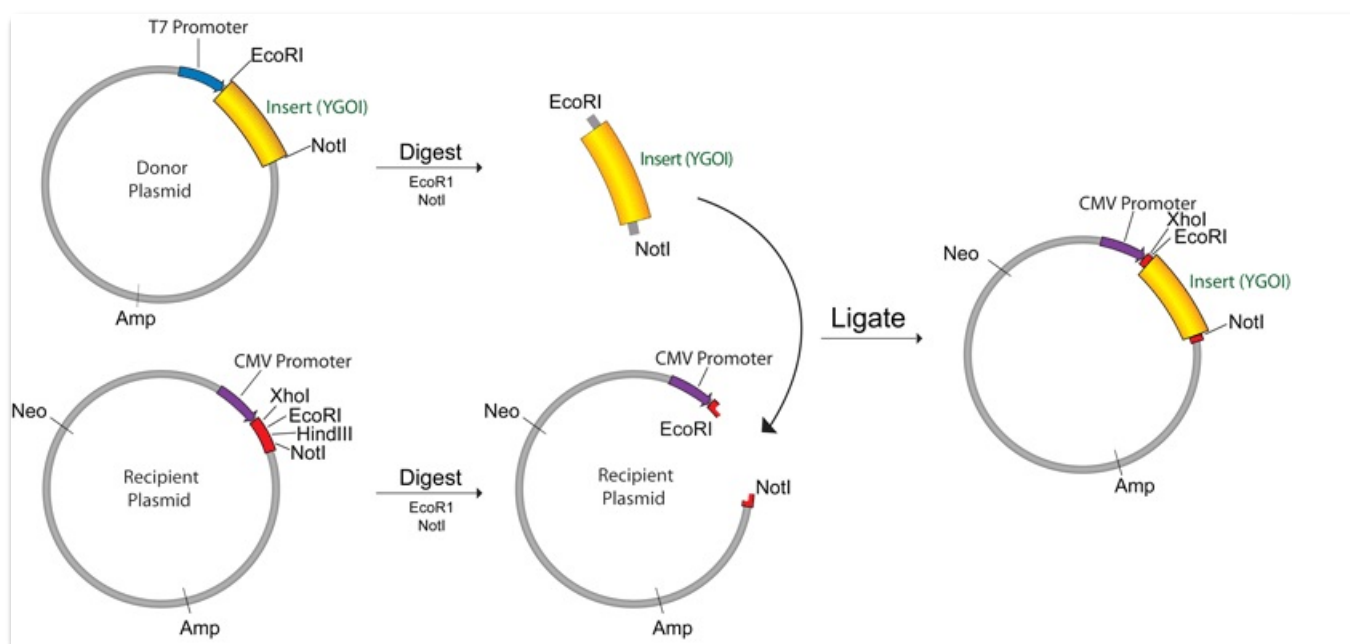 T7 Promoter
EcoRI
Insert (YGOI)
NotI
Donor
Plasmid
Amp
Digest
EcoR1
NotI
EcoRI
Insert (YGOI)
NotI
CMV Promoter
XhoI
EcoRI
HindIII
NotI
Neo
Recipient
Plasmid
Amp
Digest
EcoR1
NotI
CMV Promoter
EcoRI
Neo
Recipient
Plasmid
NotI
Amp
Ligate
CMV Promoter
XhoI
EcoRI
Neo
Insert (YGOI)
NotI
Amp